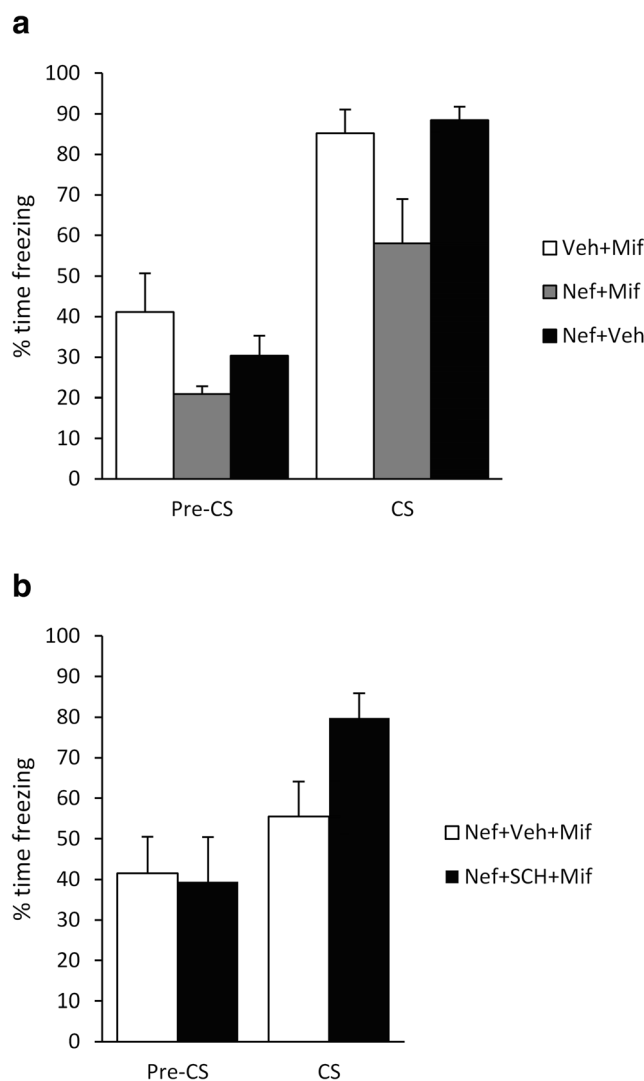 a
100
90
80
70
60
50
40
30
20
10
0
% time freezing
Pre-CS
CS
Veh+Mif
Nef+Mif
Nef+Veh
b
100
90
80
70
60
50
40
30
20
10
0
% time freezing
Pre-CS
CS
Nef+Veh+Mif
Nef+SCH+Mif